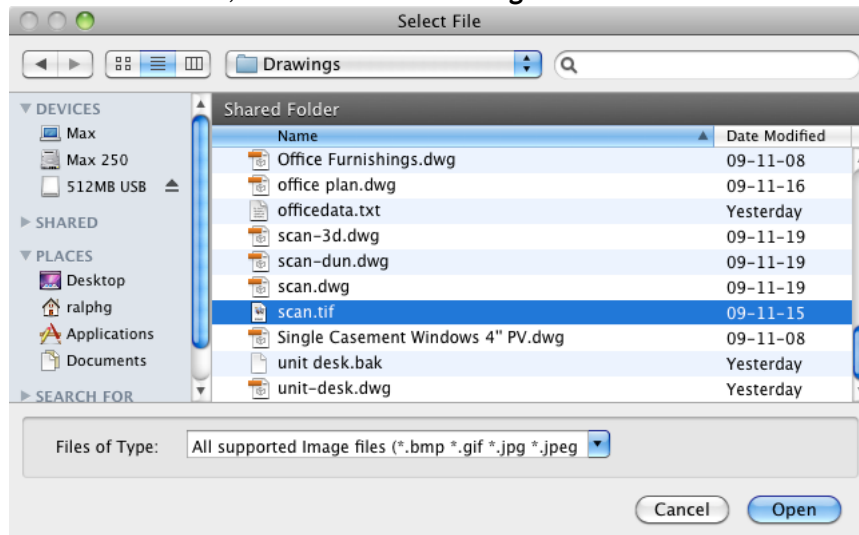 Select File
Drawings
DEVICES
Max
Max 250
512MB USB
SHARED
PLACES
Desktop
ralphg
Applications
Documents
SEARCH FOR
Shared Folder
Name Date Modified
Office Furnishings.dwg 09-11-08
office plan.dwg 09-11-16
officedata.txt Yesterday
scan-3d.dwg 09-11-19
scan-dun.dwg 09-11-19
scan.dwg 09-11-19
scan.tif 09-11-15
Single Casement Windows 4" PV.dwg 09-11-08
unit desk.bak Yesterday
unit-desk.dwg Yesterday
Files of Type: All supported Image files (*.bmp *.gif *.jpg *.jpeg
Cancel Open